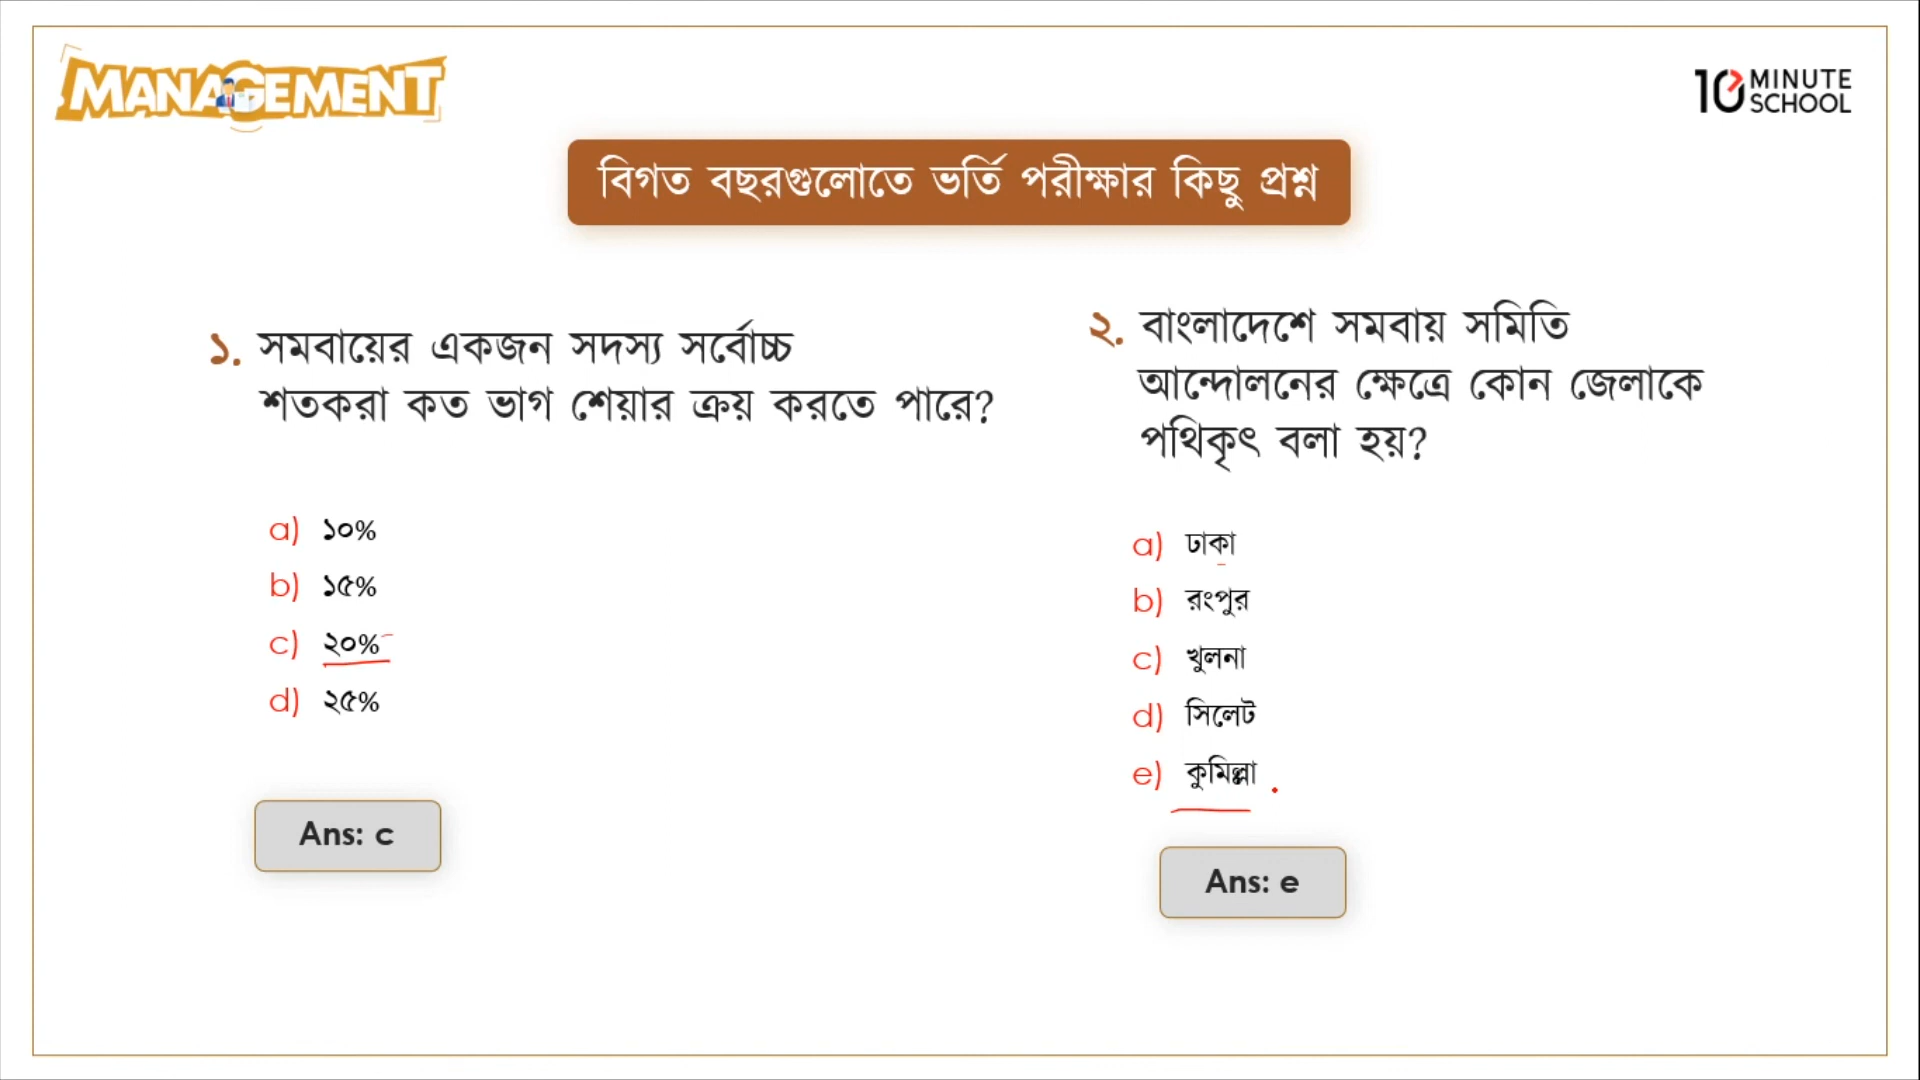 MANAGEMENT
10 MINUTE SCHOOL
বিগত বছরগুলোতে ভর্তি পরীক্ষার কিছু প্রশ্ন
১. সমবায়ের একজন সদস্য সর্বোচ্চ
শতকরা কত ভাগ শেয়ার ক্রয় করতে পারে?
a) ১০%
b) ১৫%
c) ২০%
d) ২৫%
Ans: c
২. বাংলাদেশে সমবায় সমিতি
আন্দোলনের ক্ষেত্রে কোন জেলাকে
পথিকৃৎ বলা হয়?
a) ঢাকা
b) রংপুর
c) খুলনা
d) সিলেট
e) কুমিল্লা
Ans: e